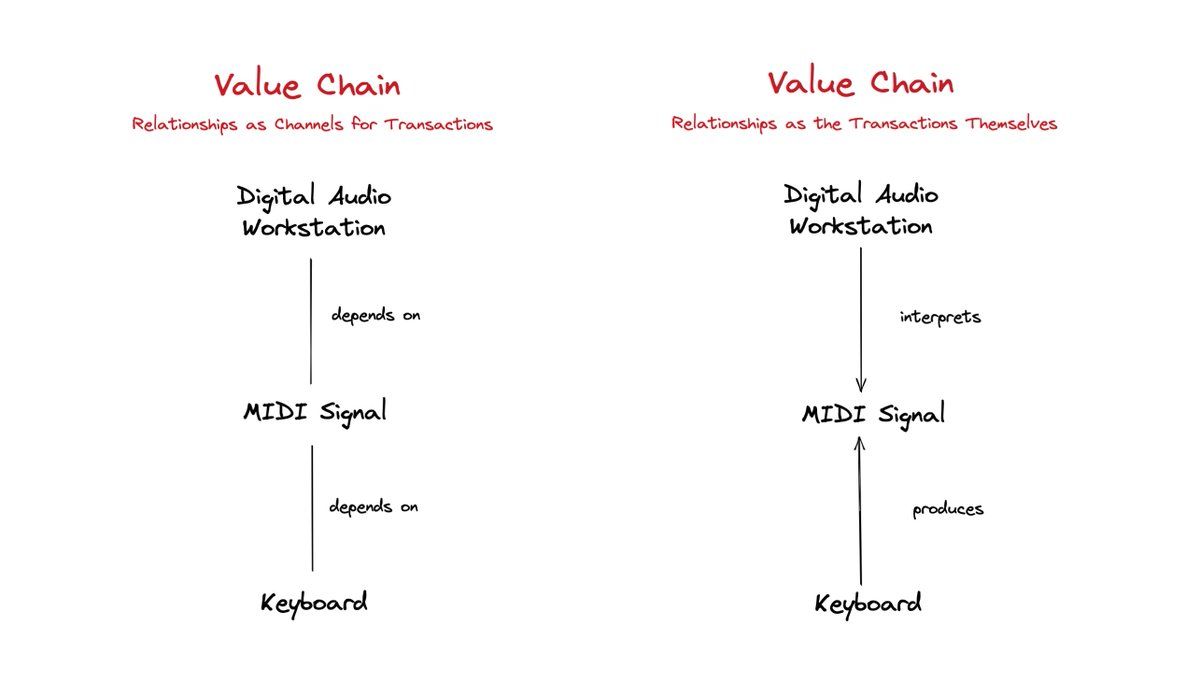 Value Chain
Relationships as Channels for Transactions
Digital Audio
Workstation
depends on
MIDI Signal
depends on
Keyboard
Value Chain
Relationships as the Transactions Themselves
Digital Audio
Workstation
interprets
MIDI Signal
produces
Keyboard